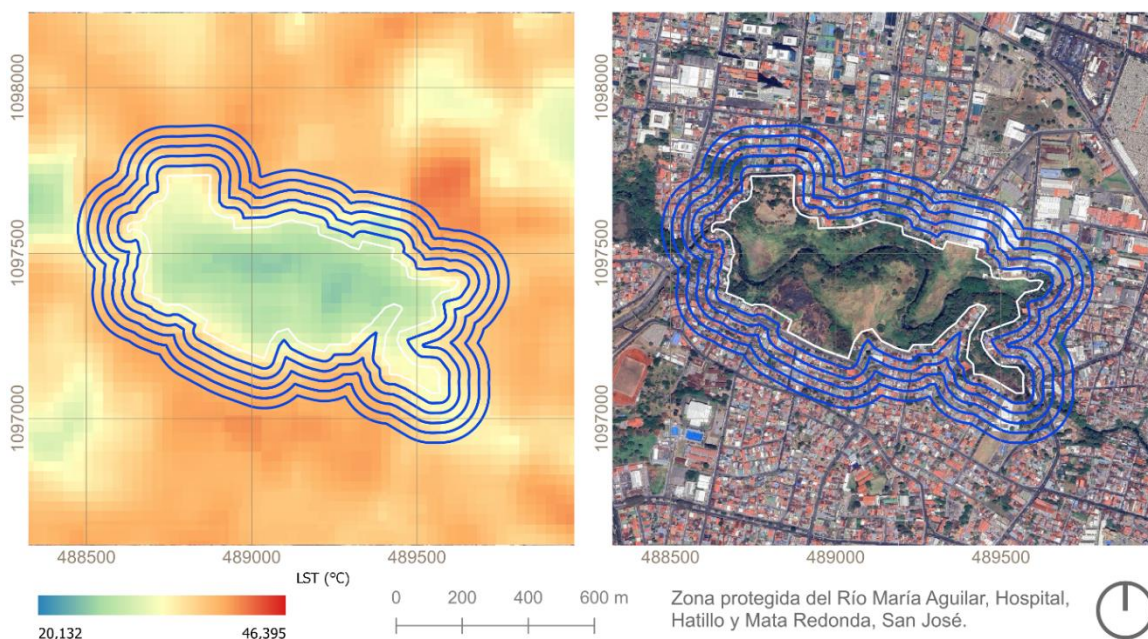 1098000
1097500
1097000
488500 489000 489500
1098000
1097500
1097000
488500 489000 489500
LST (°C)
20,132 46,395
0 200 400 600 m
Zona protegida del Río María Aguilar, Hospital,
Hatillo y Mata Redonda, San José.